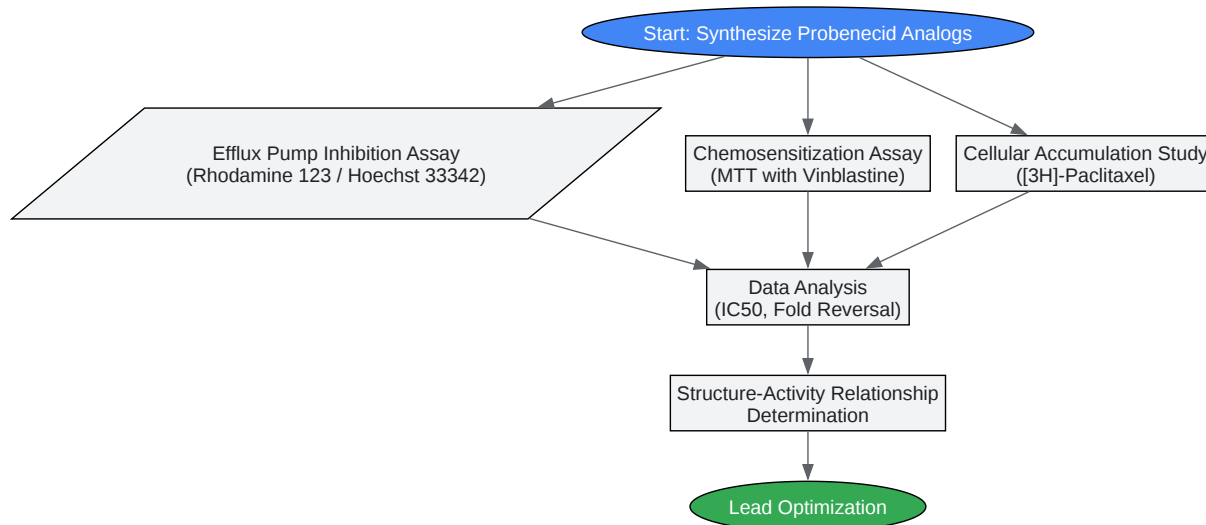 Start: Synthesize Probenecid Analogs
Efflux Pump Inhibition Assay
(Rhodamine 123 / Hoechst 33342)
Chemosensitization Assay
(MTT with Vinblastine)
Cellular Accumulation Study
([3H]-Paclitaxel)
Data Analysis
(IC50, Fold Reversal)
Structure-Activity Relationship
Determination
Lead Optimization